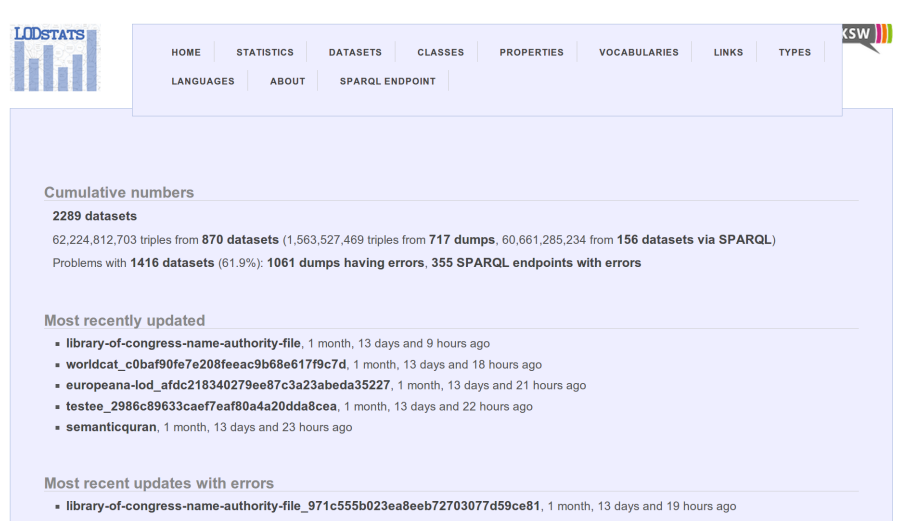 LODSTATS
KSW
HOME STATISTICS DATASETS CLASSES PROPERTIES VOCABULARIES LINKS TYPES
LANGUAGES ABOUT SPARQL ENDPOINT
Cumulative numbers
2289 datasets
62,224,812,703 triples from 870 datasets (1,563,527,469 triples from 717 dumps, 60,661,285,234 from 156 datasets via SPARQL)
Problems with 1416 datasets (61.9%): 1061 dumps having errors, 355 SPARQL endpoints with errors
Most recently updated
library-of-congress-name-authority-file, 1 month, 13 days and 9 hours ago
worldcat_c0baf90fe7e208feeac9b68e617f9c7d, 1 month, 13 days and 18 hours ago
europeana-lod_afdc218340279ee87c3a23abeda35227, 1 month, 13 days and 21 hours ago
testee_2986c89633caef7eaf80a4a20dda8cea, 1 month, 13 days and 22 hours ago
semanticquran, 1 month, 13 days and 23 hours ago
Most recent updates with errors
library-of-congress-name-authority-file_971c555b023ea8eeb72703077d59ce81, 1 month, 13 days and 19 hours ago